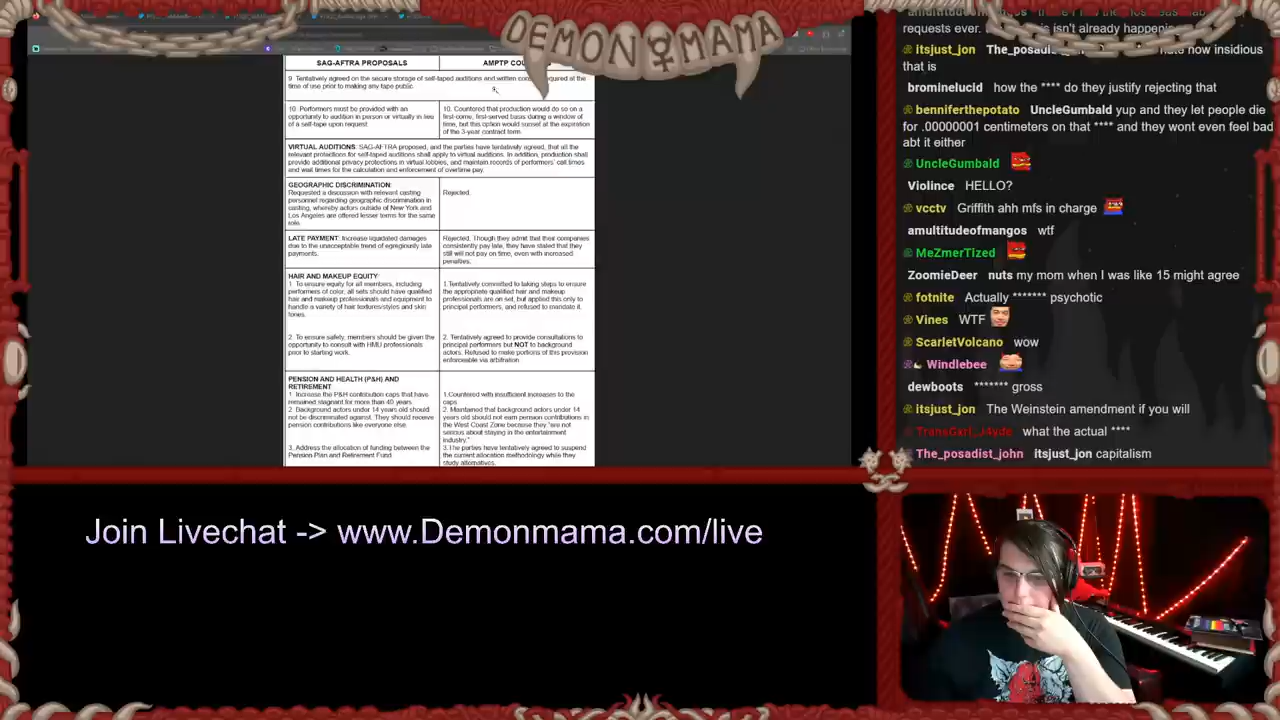 DEMON MAMA
SAG-AFTRA PROPOSALS
AMPTP COU
9. Tentatively agreed on the secure storage of self-taped auditions and written required at the
time of use prior to making any tape public.
10. Performers must be provided with an
opportunity to audition in person or virtually in lieu
of a self-tape upon request
10. Countered that production would do so on a
first-come, first-served basis during a window of
time, but this option would sunset at the expiration
of the 3-year contract term.
VIRTUAL AUDITIONS: SAG-AFTRA proposed, and the parties have tentatively agreed, that all the
relevant protections for self-taped auditions shall apply to virtual auditions. In addition, production shall
provide additional privacy protections in virtual lobbies, and maintain records of performers' call times
and wait times for the calculation and enforcement of overtime pay.
GEOGRAPHIC DISCRIMINATION:
Requested a discussion with relevant casting
personnel regarding geographic discrimination in
casting, whereby actors outside of New York and
Los Angeles are offered lesser terms for the same
role.
Rejected.
LATE PAYMENT: Increase liquidated damages
due to the unacceptable trend of egregiously late
payments.
Rejected. Though they admit that their companies
consistently pay late, they have stated that they
still will not pay on time, even with increased
penalties.
HAIR AND MAKEUP EQUITY:
1. To ensure equity for all members, including
performers of color, all sets should have qualified
hair and makeup professionals and equipment to
handle a variety of hair textures/styles and skin
tones.
1.Tentatively committed to taking steps to ensure
the appropriate qualified hair and makeup
professionals are on set, but applied this only to
principal performers, and refused to mandate it.
2. To ensure safety, members should be given the
opportunity to consult with HMU professionals
prior to starting work.
2. Tentatively agreed to provide consultations to
principal performers but NOT to background
actors. Refused to make portions of this provision
enforceable via arbitration
PENSION AND HEALTH (P&H) AND
RETIREMENT
1. Increase the P&H contribution caps that have
remained stagnant for more than 40 years
2. Background actors under 14 years old should
not be discriminated against. They should receive
pension contributions like everyone else.
3. Address the allocation of funding between the
Pension Plan and Retirement Fund
1.Countered with insufficient increases to the
caps
2. Maintained that background actors under 14
years old should not earn pension contributions in
the West Coast Zone because they "are not
serious about staying in the entertainment
industry."
3.The parties have tentatively agreed to suspend
the current allocation methodology while they
study alternatives.
requests ever. isn't already happenin
itsjust_jon The_posadi hats how insidious
that is
bromisnotlucid how the **** do they justify rejecting that
berniferthetomato UncleGumbald Got paid
for .00001 centimeters on that **** and then said he shouldnt feel bad
abt it either
UncleGumbald
Violince HELLO?
vcctv Griffith mifs in charge
amultitudeofmangos wtf
MeZmerTized
ZoomieDeer nuts my hairy when I was like 15 might agree
forkr Actually ******* psychotic
Vines WTF
ScarletVolcano wow
Windlebee
dewboots ******* gross
itsjust_jon The Weinstein treatment if you will
TransGxrl_Jayde what the actual ****
The_posadist_john itsjust_jon capitalism
Join Livechat -> www.Demonmama.com/live